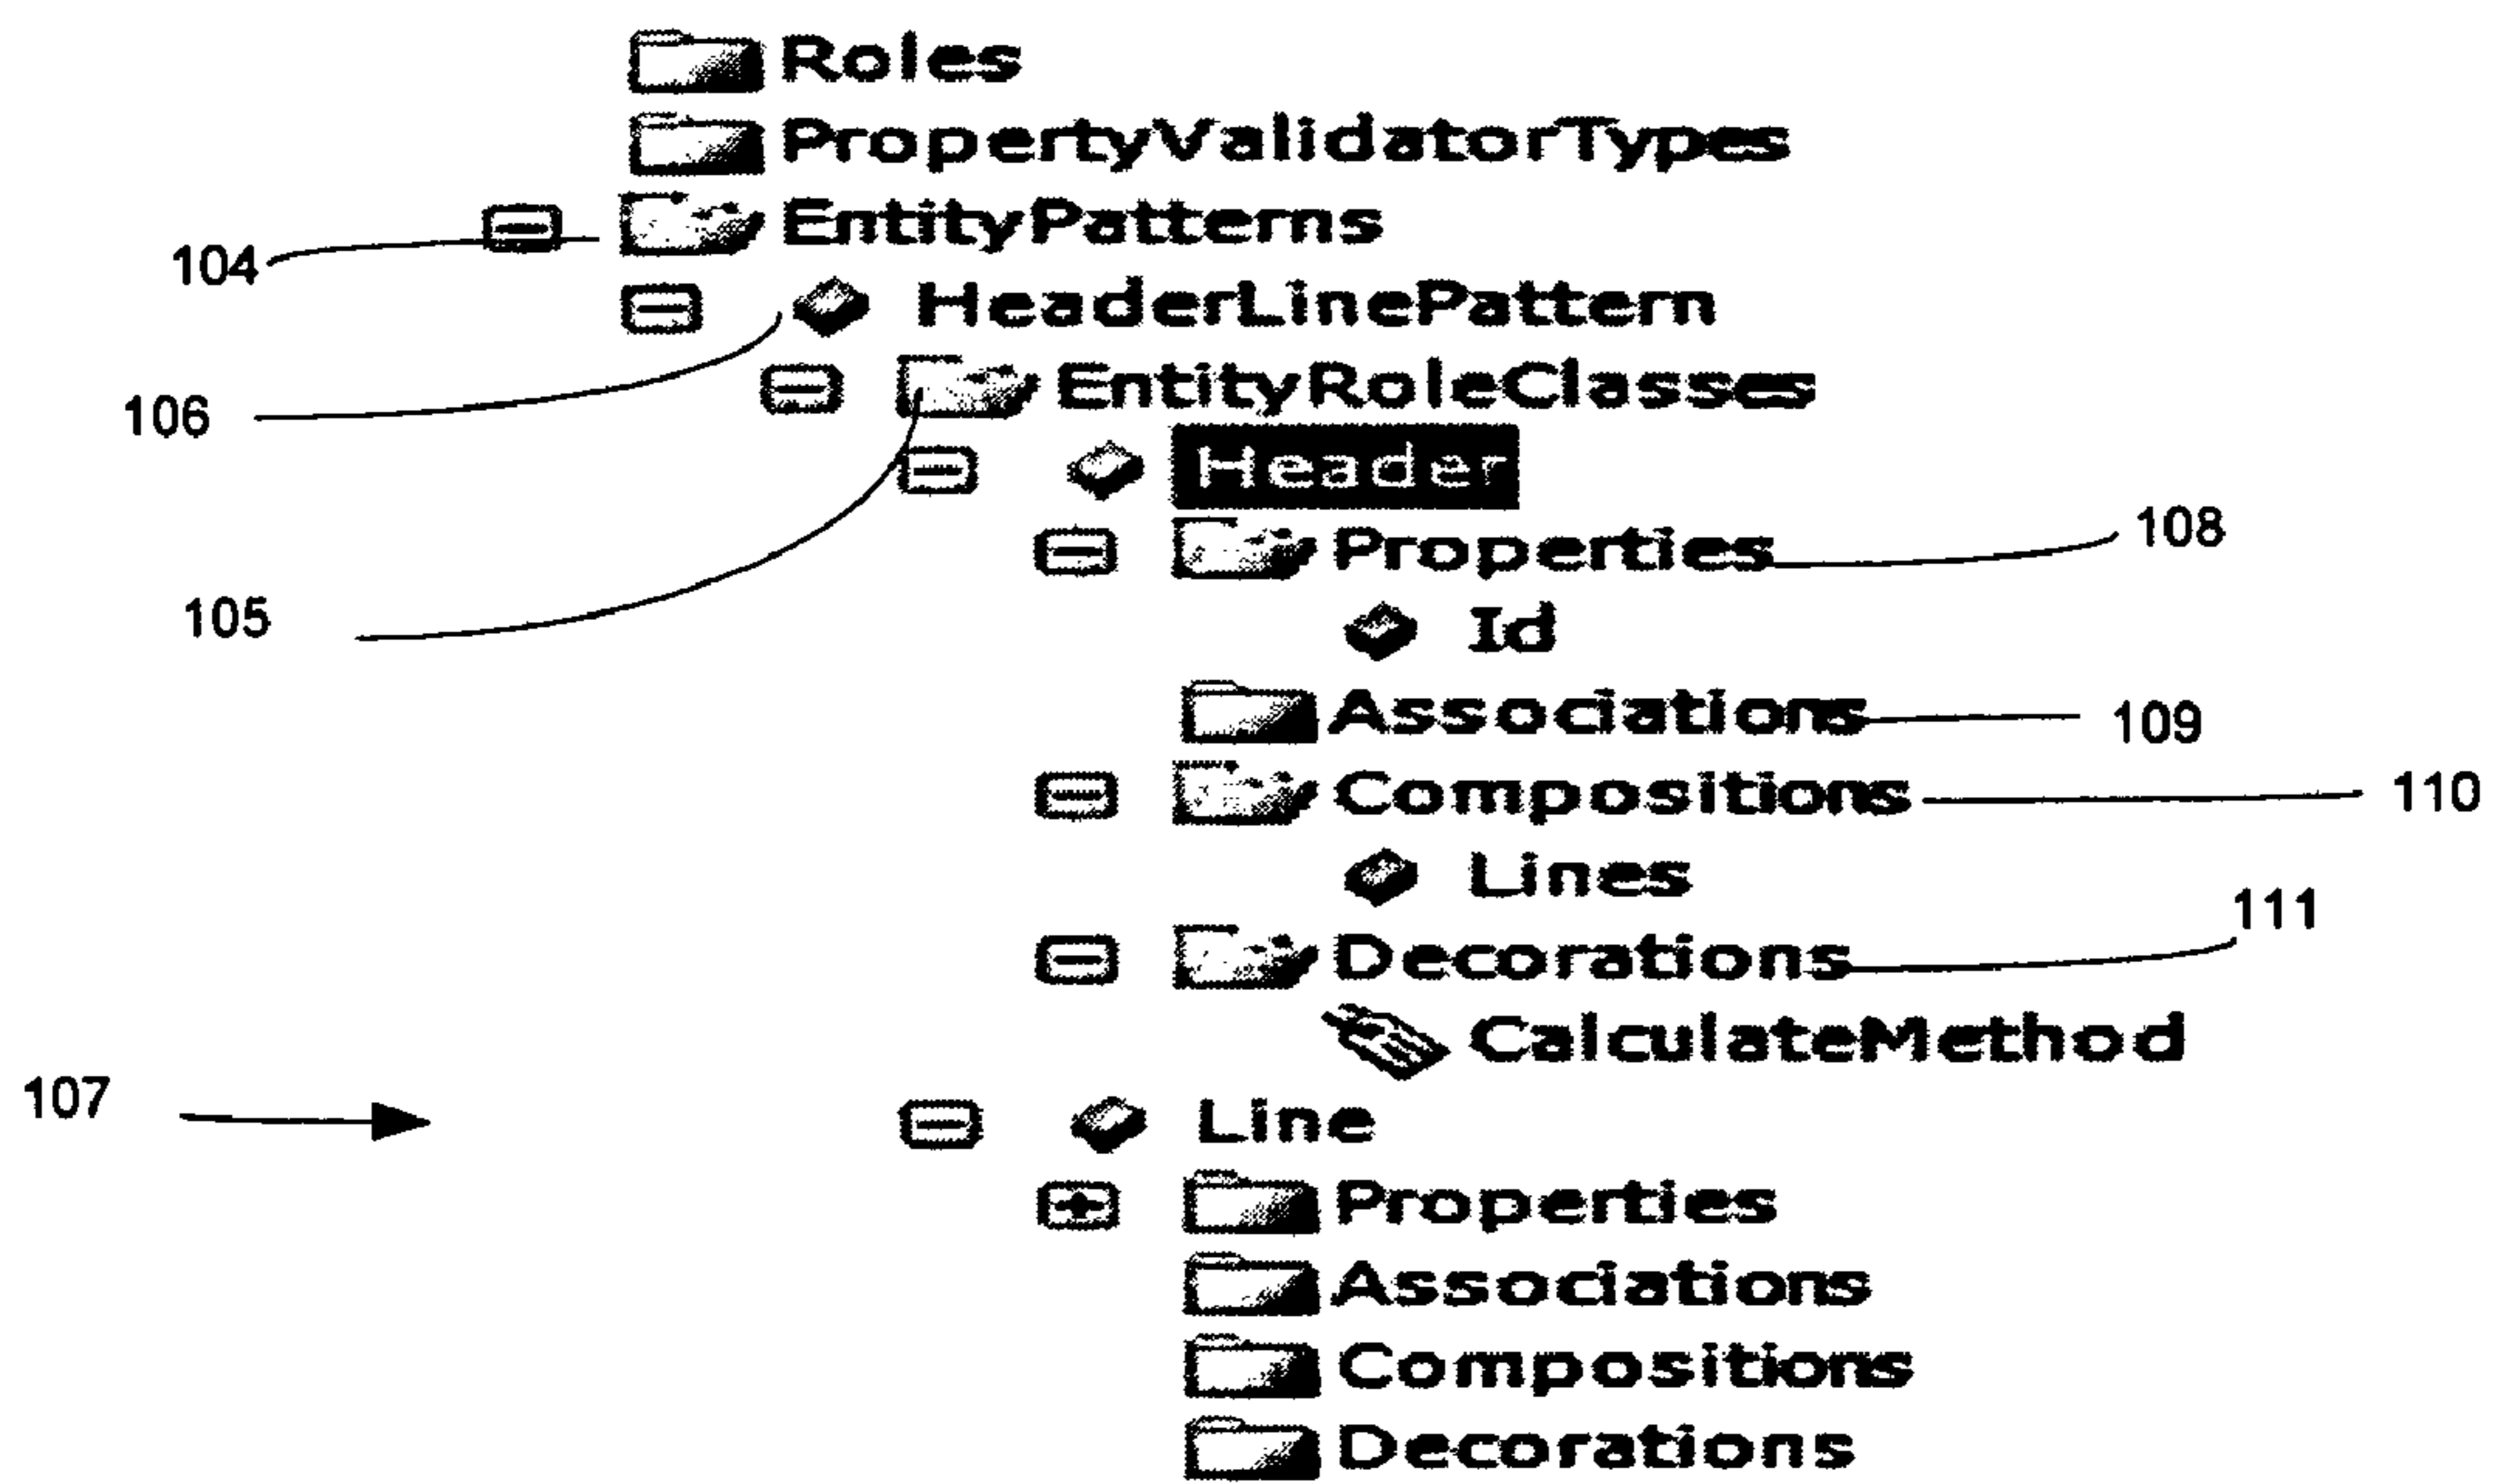 Roles
PropertyValidatorTypes
104 EntityPatterns
HeaderLinePattern
106 EntityRoleClasses
Header
Properties 108
105 Id
Associations 109
Compositions 110
Lines
111
Decorations
CalculateMethod
107 Line
Properties
Associations
Compositions
Decorations